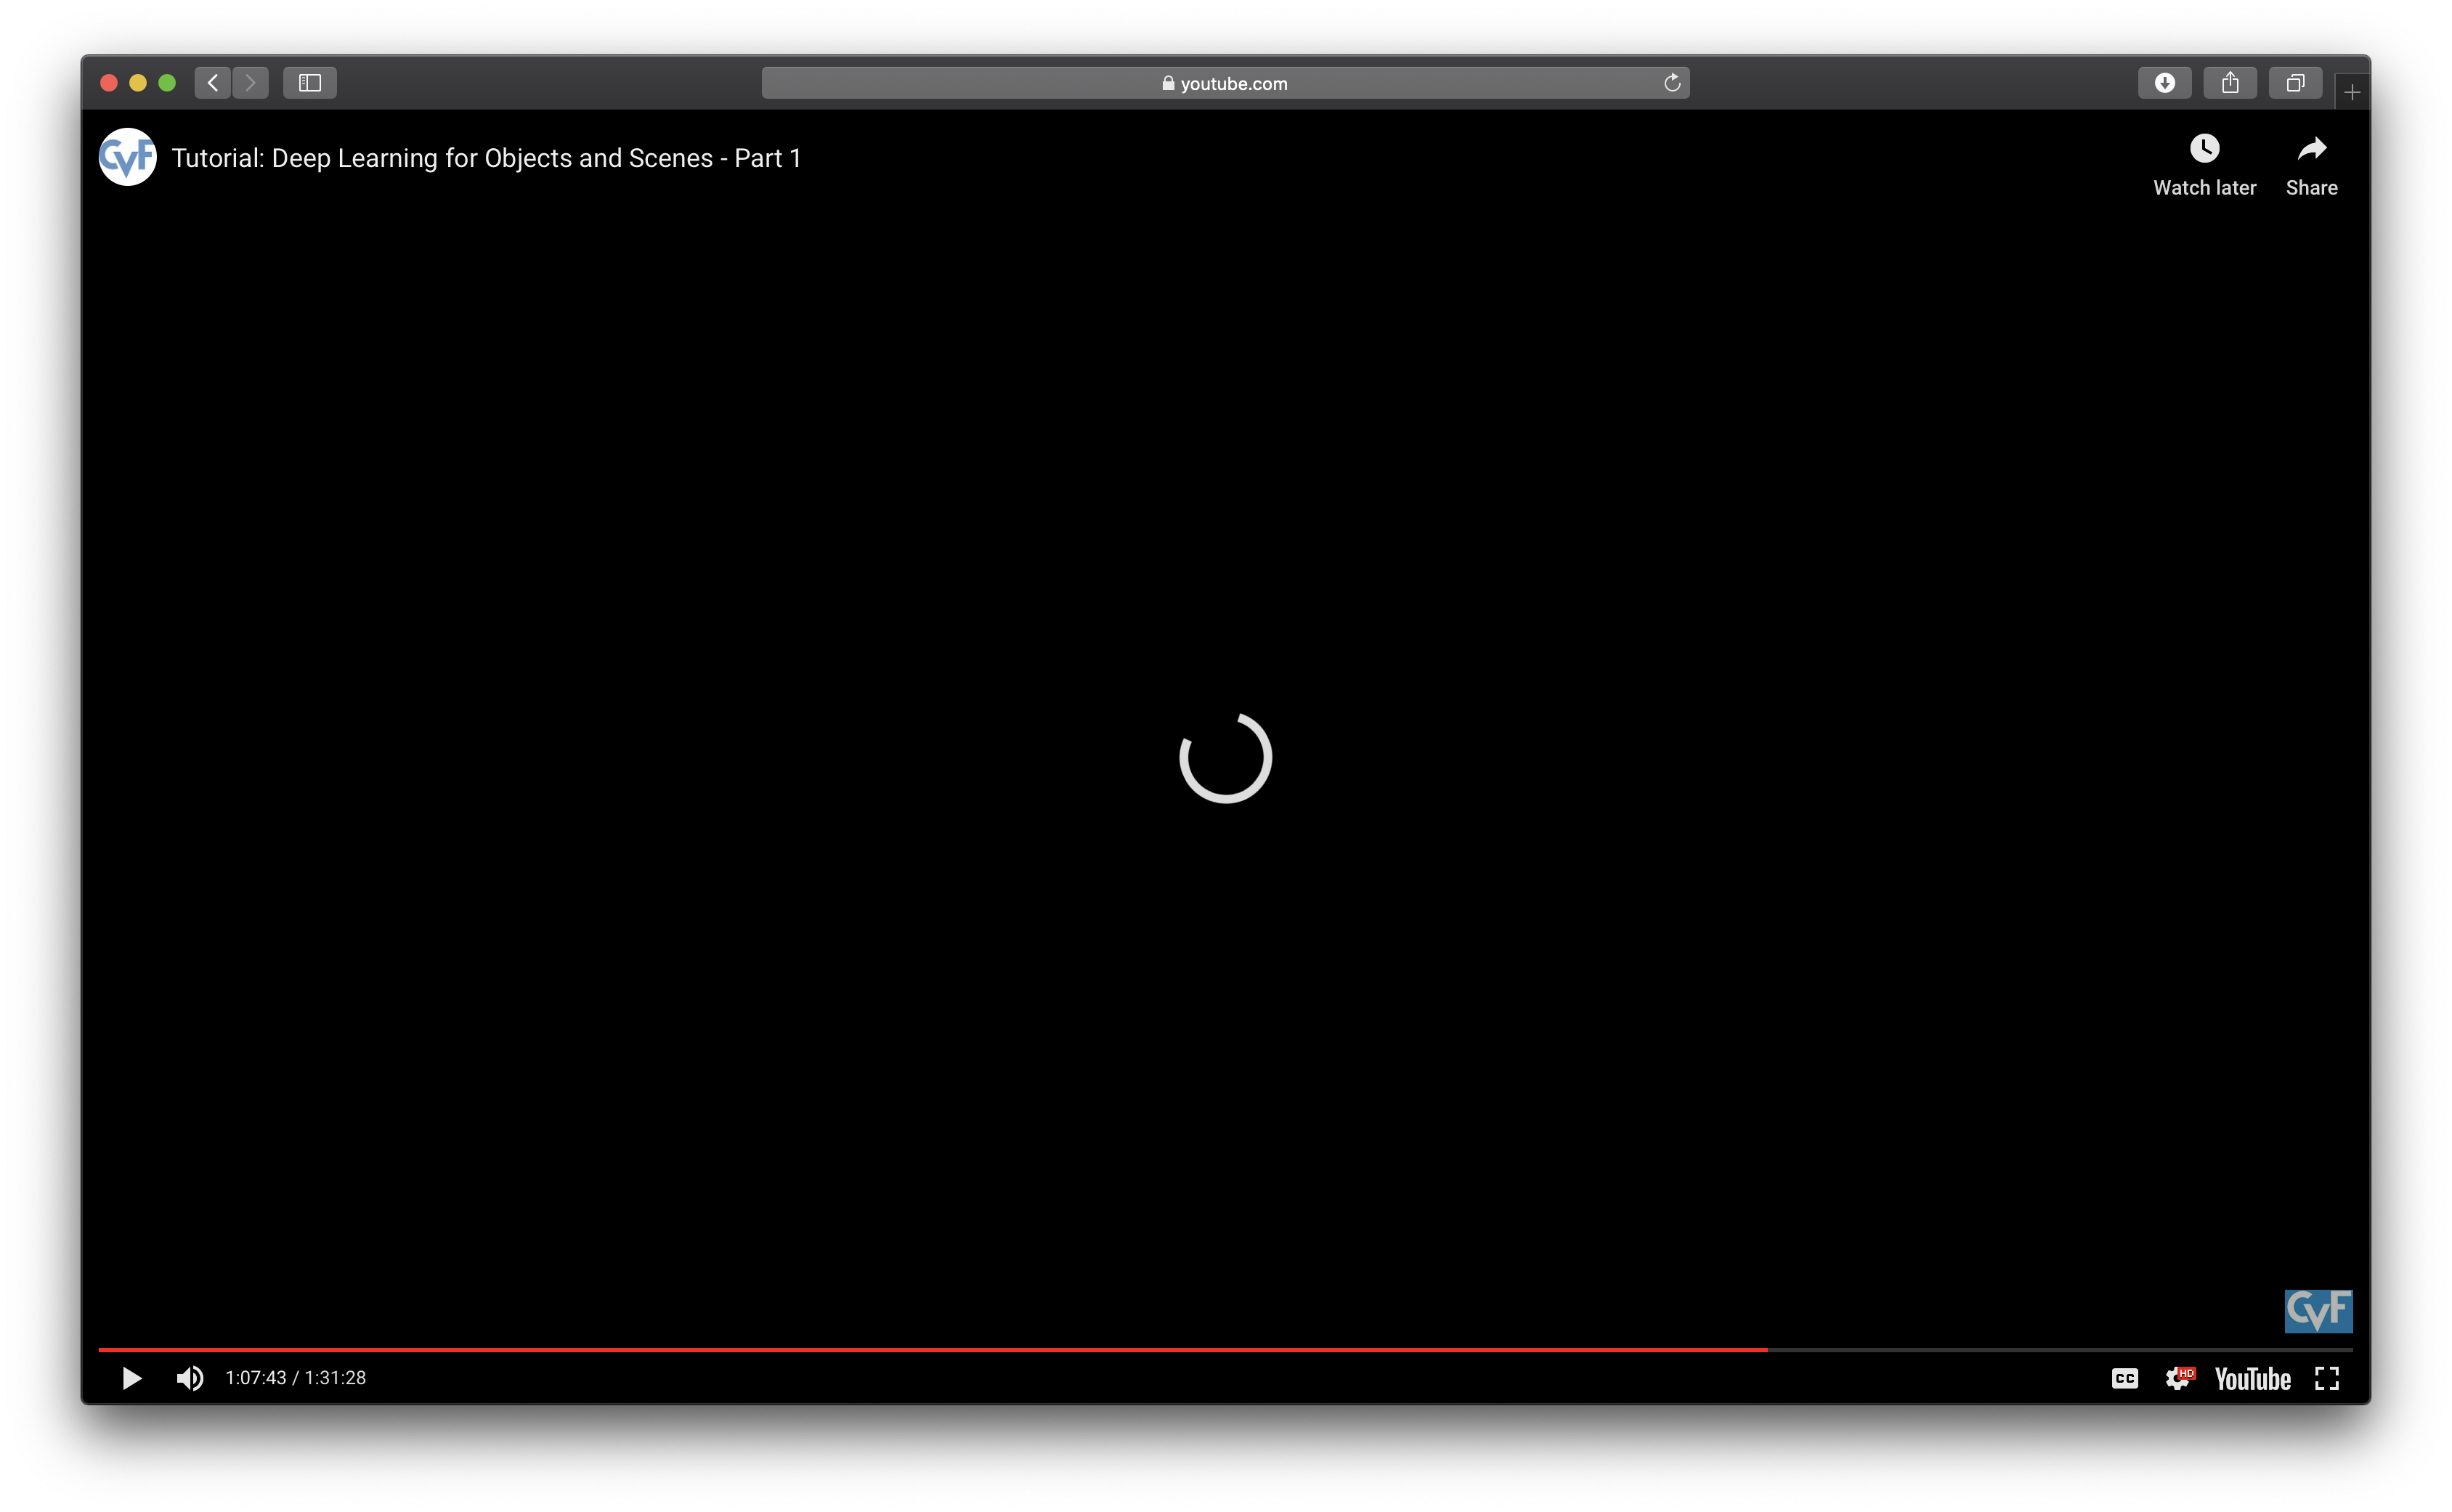 youtube.com
CVF Tutorial: Deep Learning for Objects and Scenes - Part 1
Watch later Share
CVF
1:07:43 / 1:31:28
CC HD YouTube